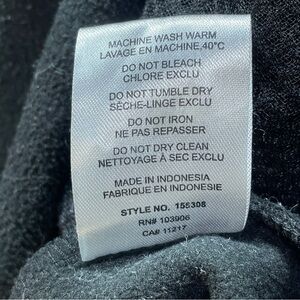 MACHINE WASH WARM
LAVAGE EN MACHINE,40°C
DO NOT BLEACH
CHLORE EXCLU
DO NOT TUMBLE DRY
SÈCHE-LINGE EXCLU
DO NOT IRON
NE PAS REPASSER
DO NOT DRY CLEAN
NETTOYAGE À SEC EXCLU
MADE IN INDONESIA
FABRIQUE EN INDONESIE
STYLE NO. 155308
RN# 103906
CA# 11217